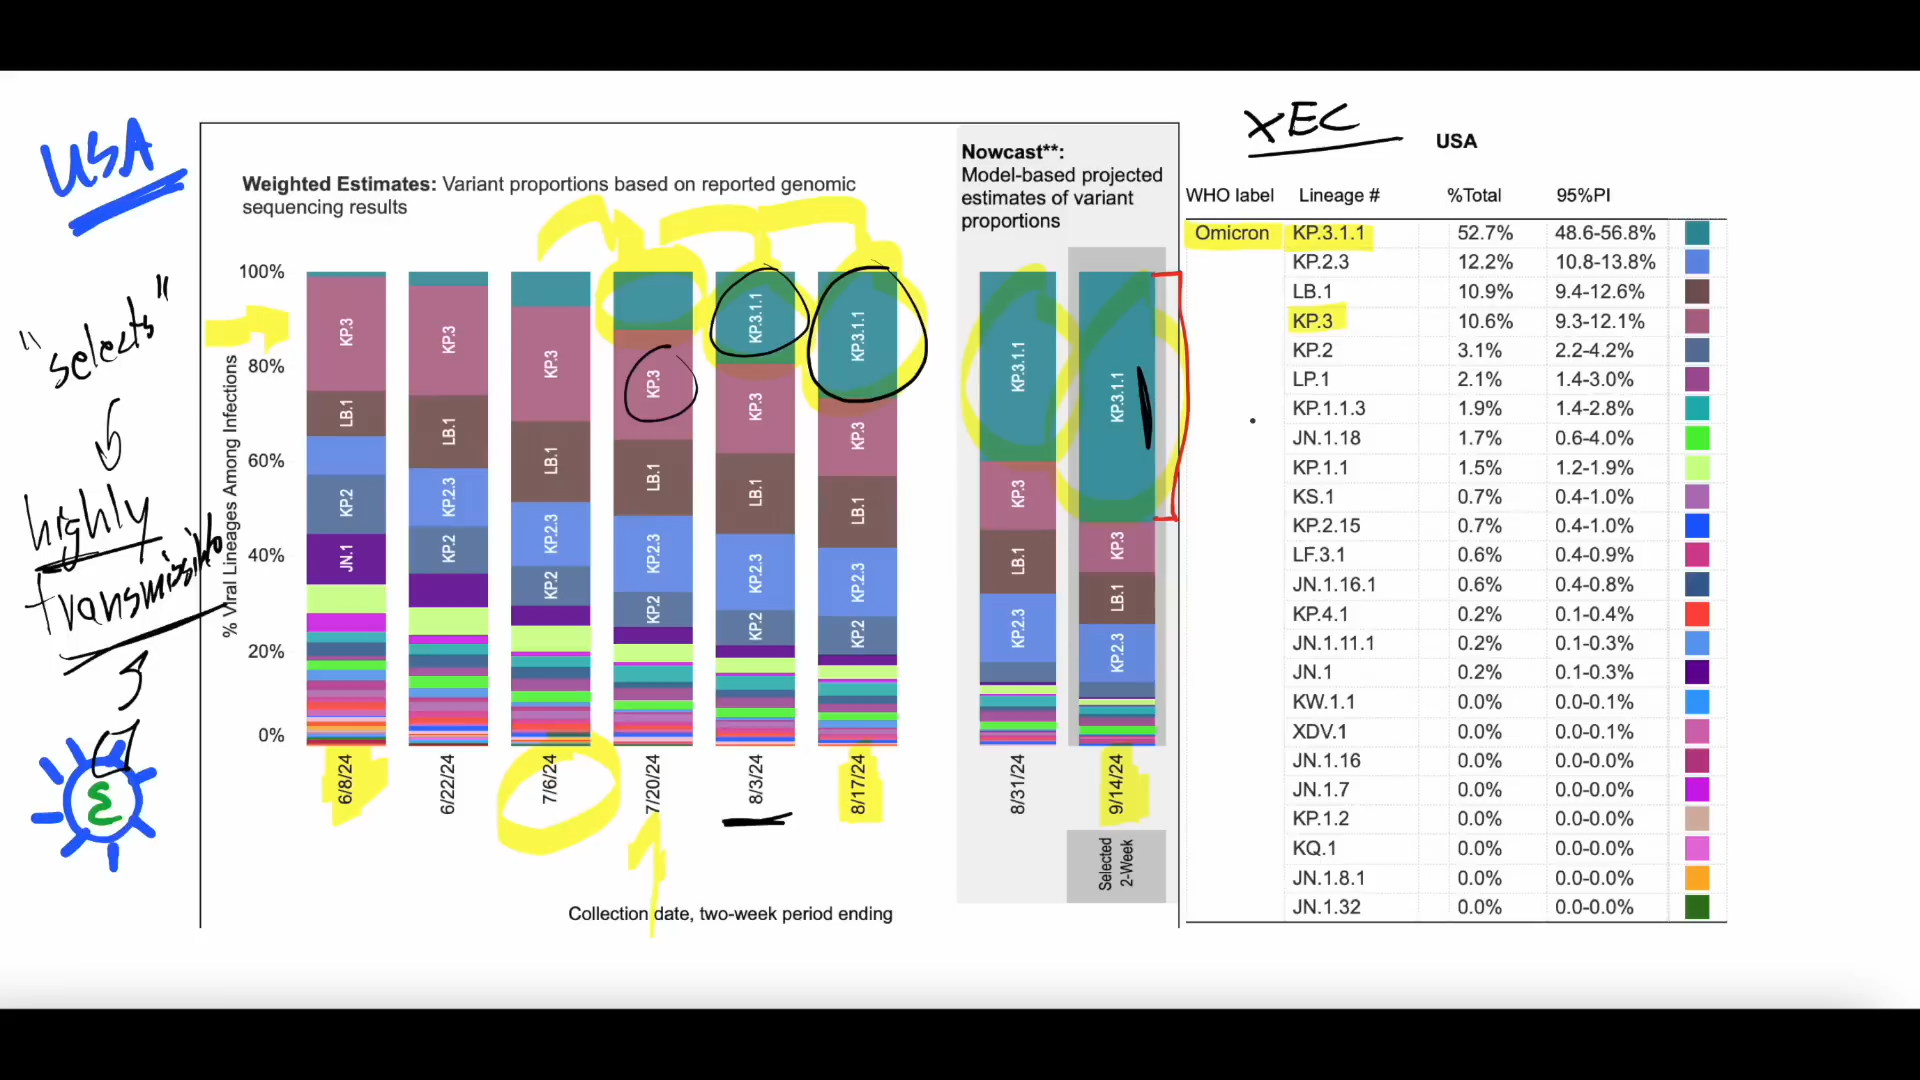 USA
"selects"
highly
transmissible
Weighted Estimates: Variant proportions based on reported genomic
sequencing results
Nowcast**:
Model-based projected
estimates of variant
proportions
% Viral Lineages Among Infections
100%
80%
60%
40%
20%
0%
KP.3
LB.1
KP.2
JN.1
KP.3
LB.1
KP.2.3
KP.2
KP.3
LB.1
KP.2.3
KP.2
KP.3
LB.1
KP.2.3
KP.2
KP.3.1.1
KP.3
LB.1
KP.2.3
KP.2
KP.3.1.1
KP.3
LB.1
KP.2.3
KP.2
KP.3.1.1
KP.3
LB.1
KP.2.3
KP.3.1.1
KP.3
LB.1
KP.2.3
6/8/24
6/22/24
7/6/24
7/20/24
8/3/24
8/17/24
8/31/24
9/14/24
Selected
2-Week
Collection date, two-week period ending
XEC
USA
WHO label Lineage # %Total 95%PI
Omicron KP.3.1.1 52.7% 48.6-56.8%
KP.2.3 12.2% 10.8-13.8%
LB.1 10.9% 9.4-12.6%
KP.3 10.6% 9.3-12.1%
KP.2 3.1% 2.2-4.2%
LP.1 2.1% 1.4-3.0%
KP.1.1.3 1.9% 1.4-2.8%
JN.1.18 1.7% 0.6-4.0%
KP.1.1 1.5% 1.2-1.9%
KS.1 0.7% 0.4-1.0%
KP.2.15 0.7% 0.4-1.0%
LF.3.1 0.6% 0.4-0.9%
JN.1.16.1 0.6% 0.4-0.8%
KP.4.1 0.2% 0.1-0.4%
JN.1.11.1 0.2% 0.1-0.3%
JN.1 0.2% 0.1-0.3%
KW.1.1 0.0% 0.0-0.1%
XDV.1 0.0% 0.0-0.1%
JN.1.16 0.0% 0.0-0.0%
JN.1.7 0.0% 0.0-0.0%
KP.1.2 0.0% 0.0-0.0%
KQ.1 0.0% 0.0-0.0%
JN.1.8.1 0.0% 0.0-0.0%
JN.1.32 0.0% 0.0-0.0%